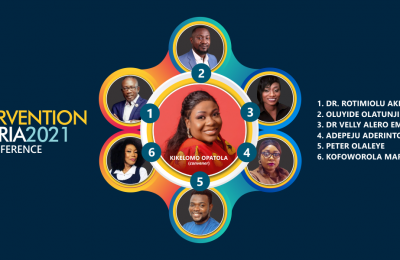 RVENTION
RIA2021
FERENCE
2
1
3
KIKELOMO OPATOLA
(convener)
6
4
5
1. DR. ROTIMIOLU AKI
2. OLUYIDE OLATUNJI
3. DR VELLY ALERO EM
4. ADEPEJU ADERINTO
5. PETER OLALEYE
6. KOFOWOROLA MAR